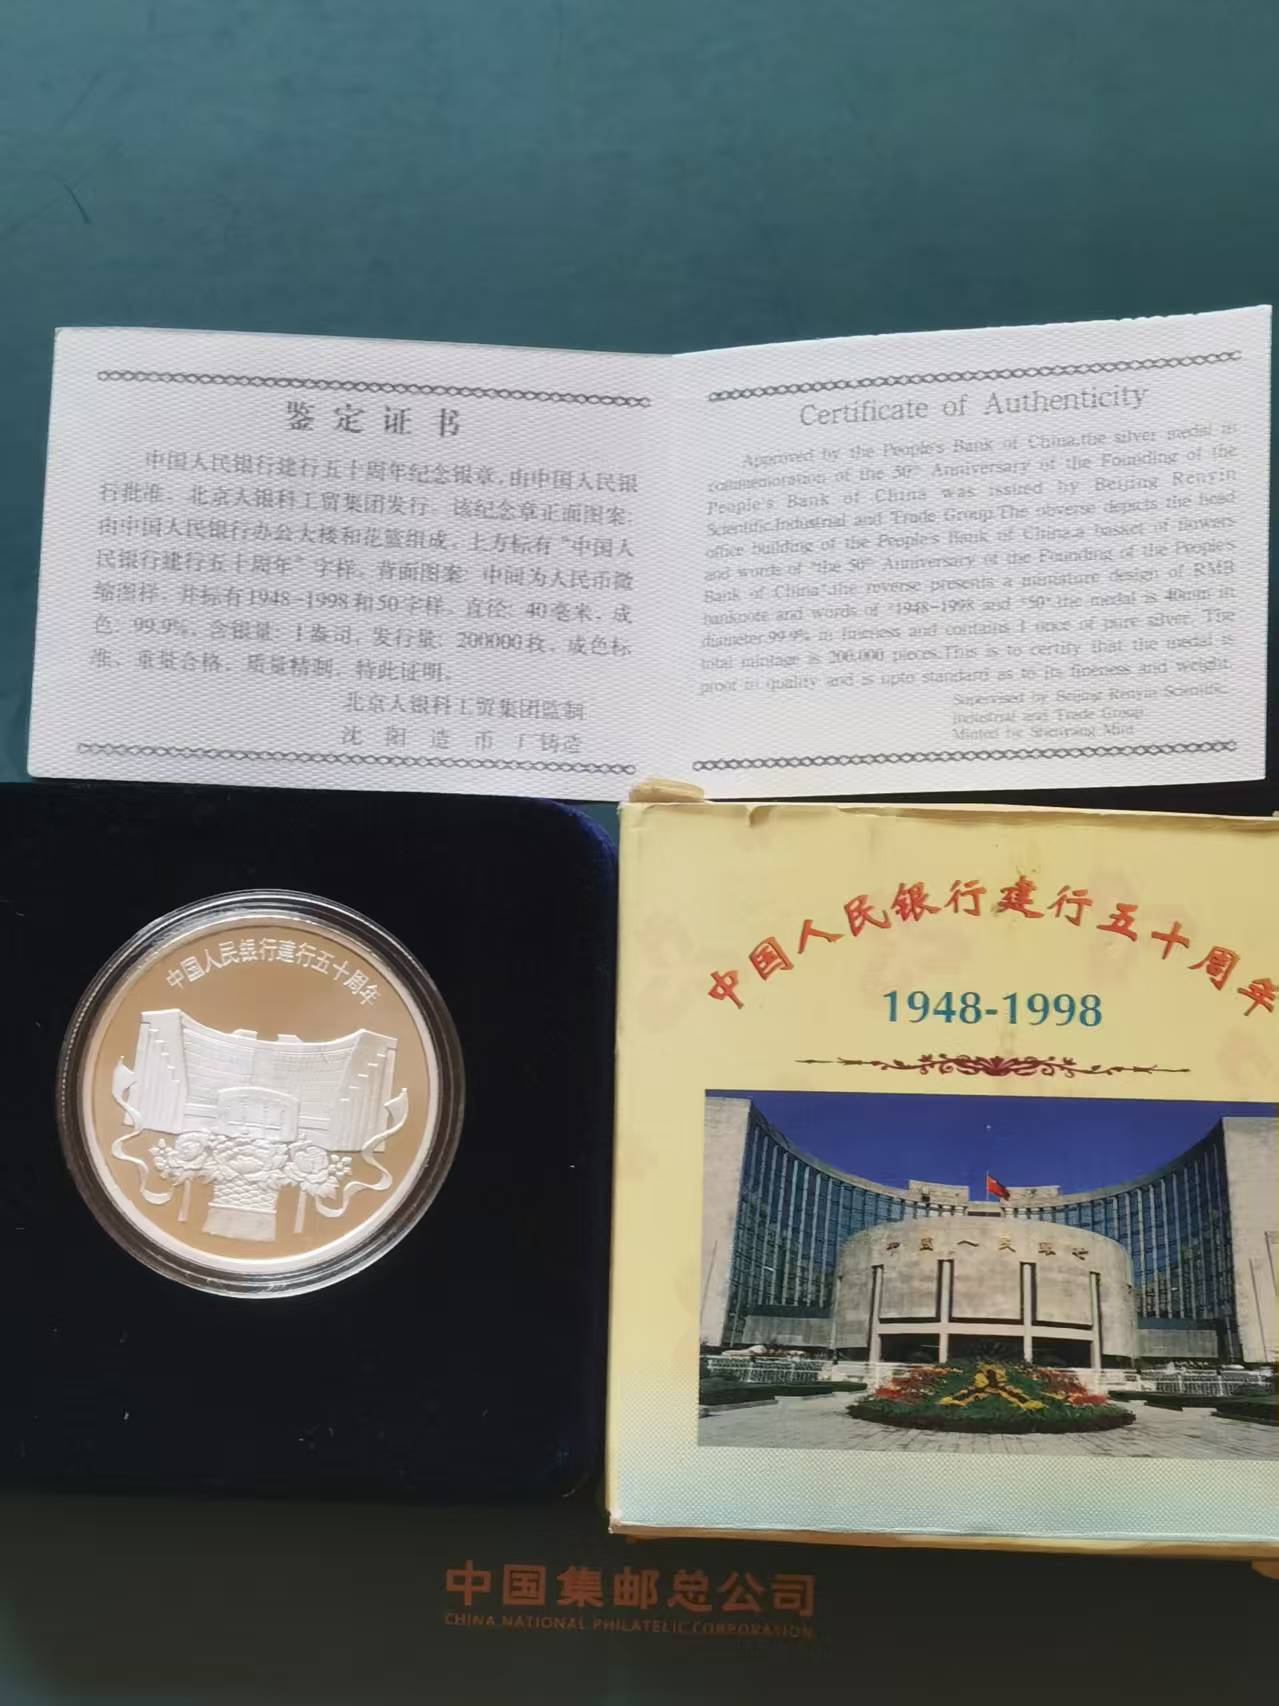 鉴定证书
中国人民银行建行五十周年纪念银章,由中国人民银
行批准,北京人银科工贸集团发行。该纪念章正面图案:
由中国人民银行办公大楼和花篮组成,上方标有“中国人
民银行建行五十周年”字样。背面图案:中间为人民币微
缩图样,并标有1948-1998和50字样。直径:40毫米,成
色:99.9%,含银量:1盎司,发行量:200000枚,成色标
准、重量合格、质量精制,特此证明。
北京人银科工贸集团监制
沈阳造币厂铸造
Certificate of Authenticity
Approved by the People's Bank of China,the silver medal in
commemoration of the 50th Anniversary of the Founding of the
People's Bank of China was issued by Beijing Renyin
Scientific,Industrial and Trade Group.The obverse depicts the head
office building of the People's Bank of China,a basket of flowers
and words of "the 50th Anniversary of the Founding of the People's
Bank of China",the reverse presents a miniature design of RMB
banknote and words of "1948-1998 and "50",the medal is 40mm in
diameter,99.9% in fineness and contains 1 ounce of pure silver. The
total mintage is 200,000 pieces.This is to certify that the medal is
proof in quality and is upto standard as to its fineness and weight.
Supervised by Beijing Renyin Scientific,
Industrial and Trade Group
Minted by Shenyang Mint
中国人民银行建行五十周年
中国人民银行建行五十周年
1948-1998
中国人民银行
中国集邮总公司
CHINA NATIONAL PHILATELIC CORPORATION